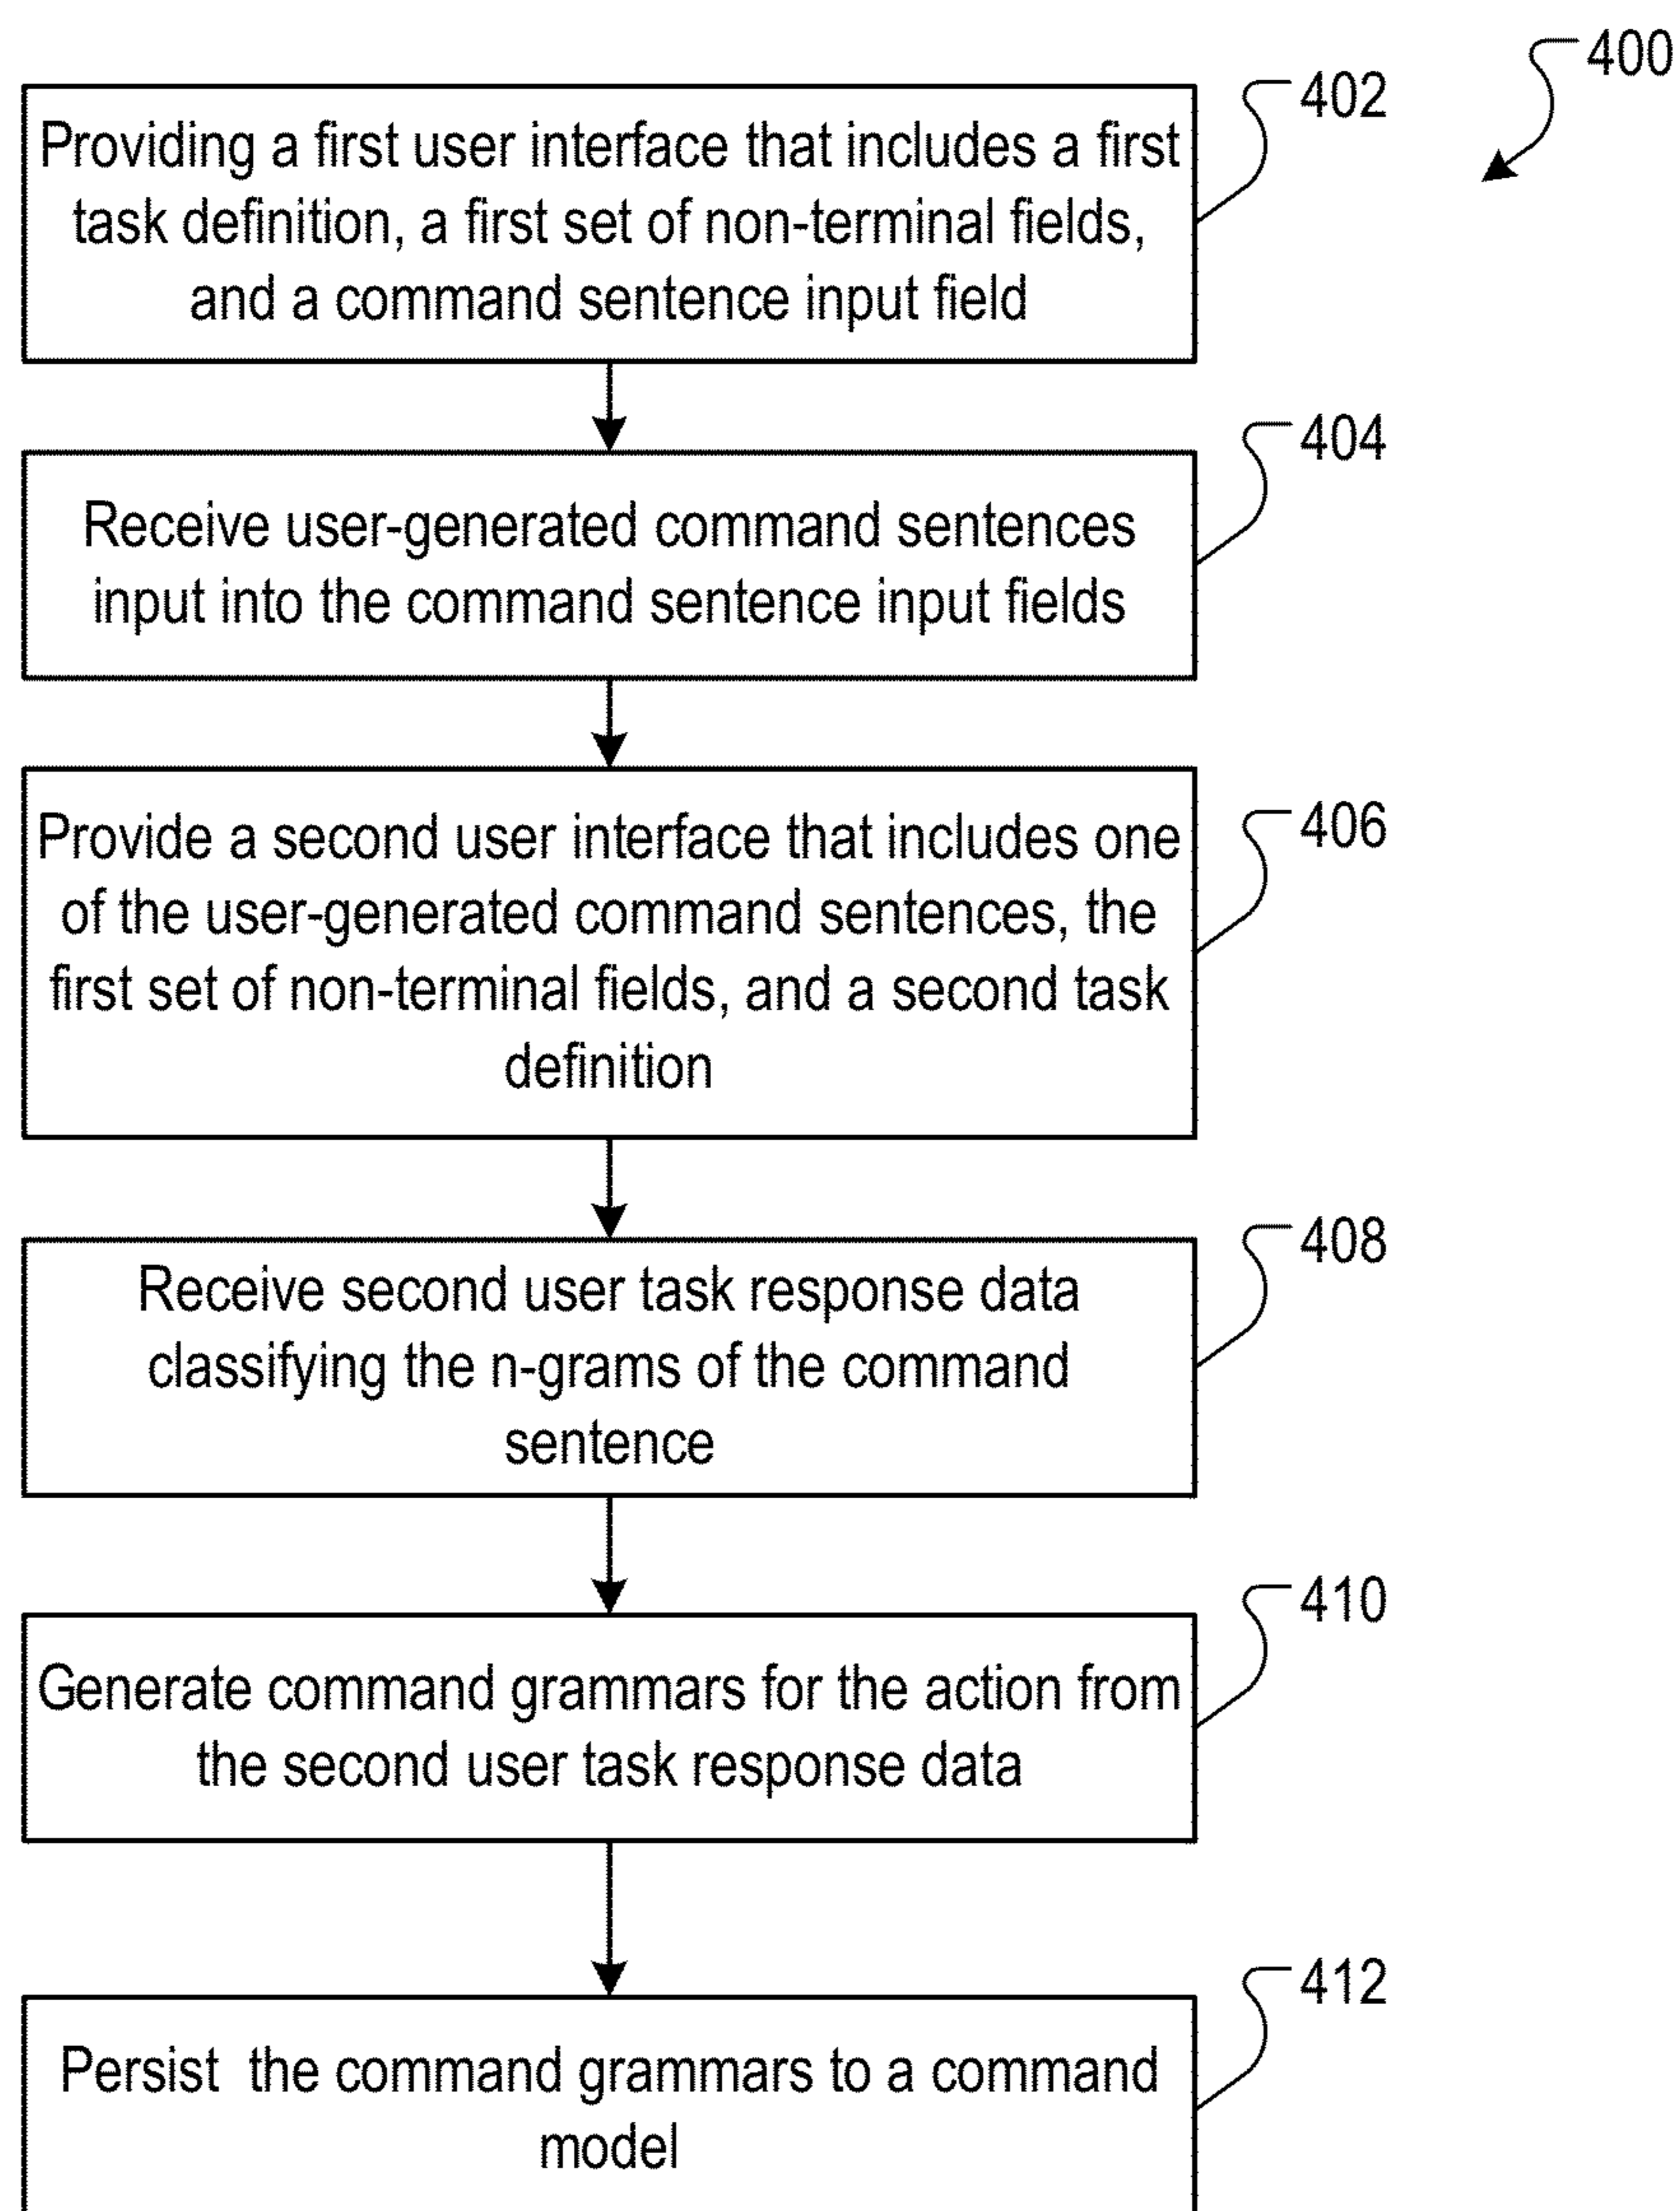 400
402
Providing a first user interface that includes a first
task definition, a first set of non-terminal fields,
and a command sentence input field
404
Receive user-generated command sentences
input into the command sentence input fields
406
Provide a second user interface that includes one
of the user-generated command sentences, the
first set of non-terminal fields, and a second task
definition
408
Receive second user task response data
classifying the n-grams of the command
sentence
410
Generate command grammars for the action from
the second user task response data
412
Persist the command grammars to a command
model